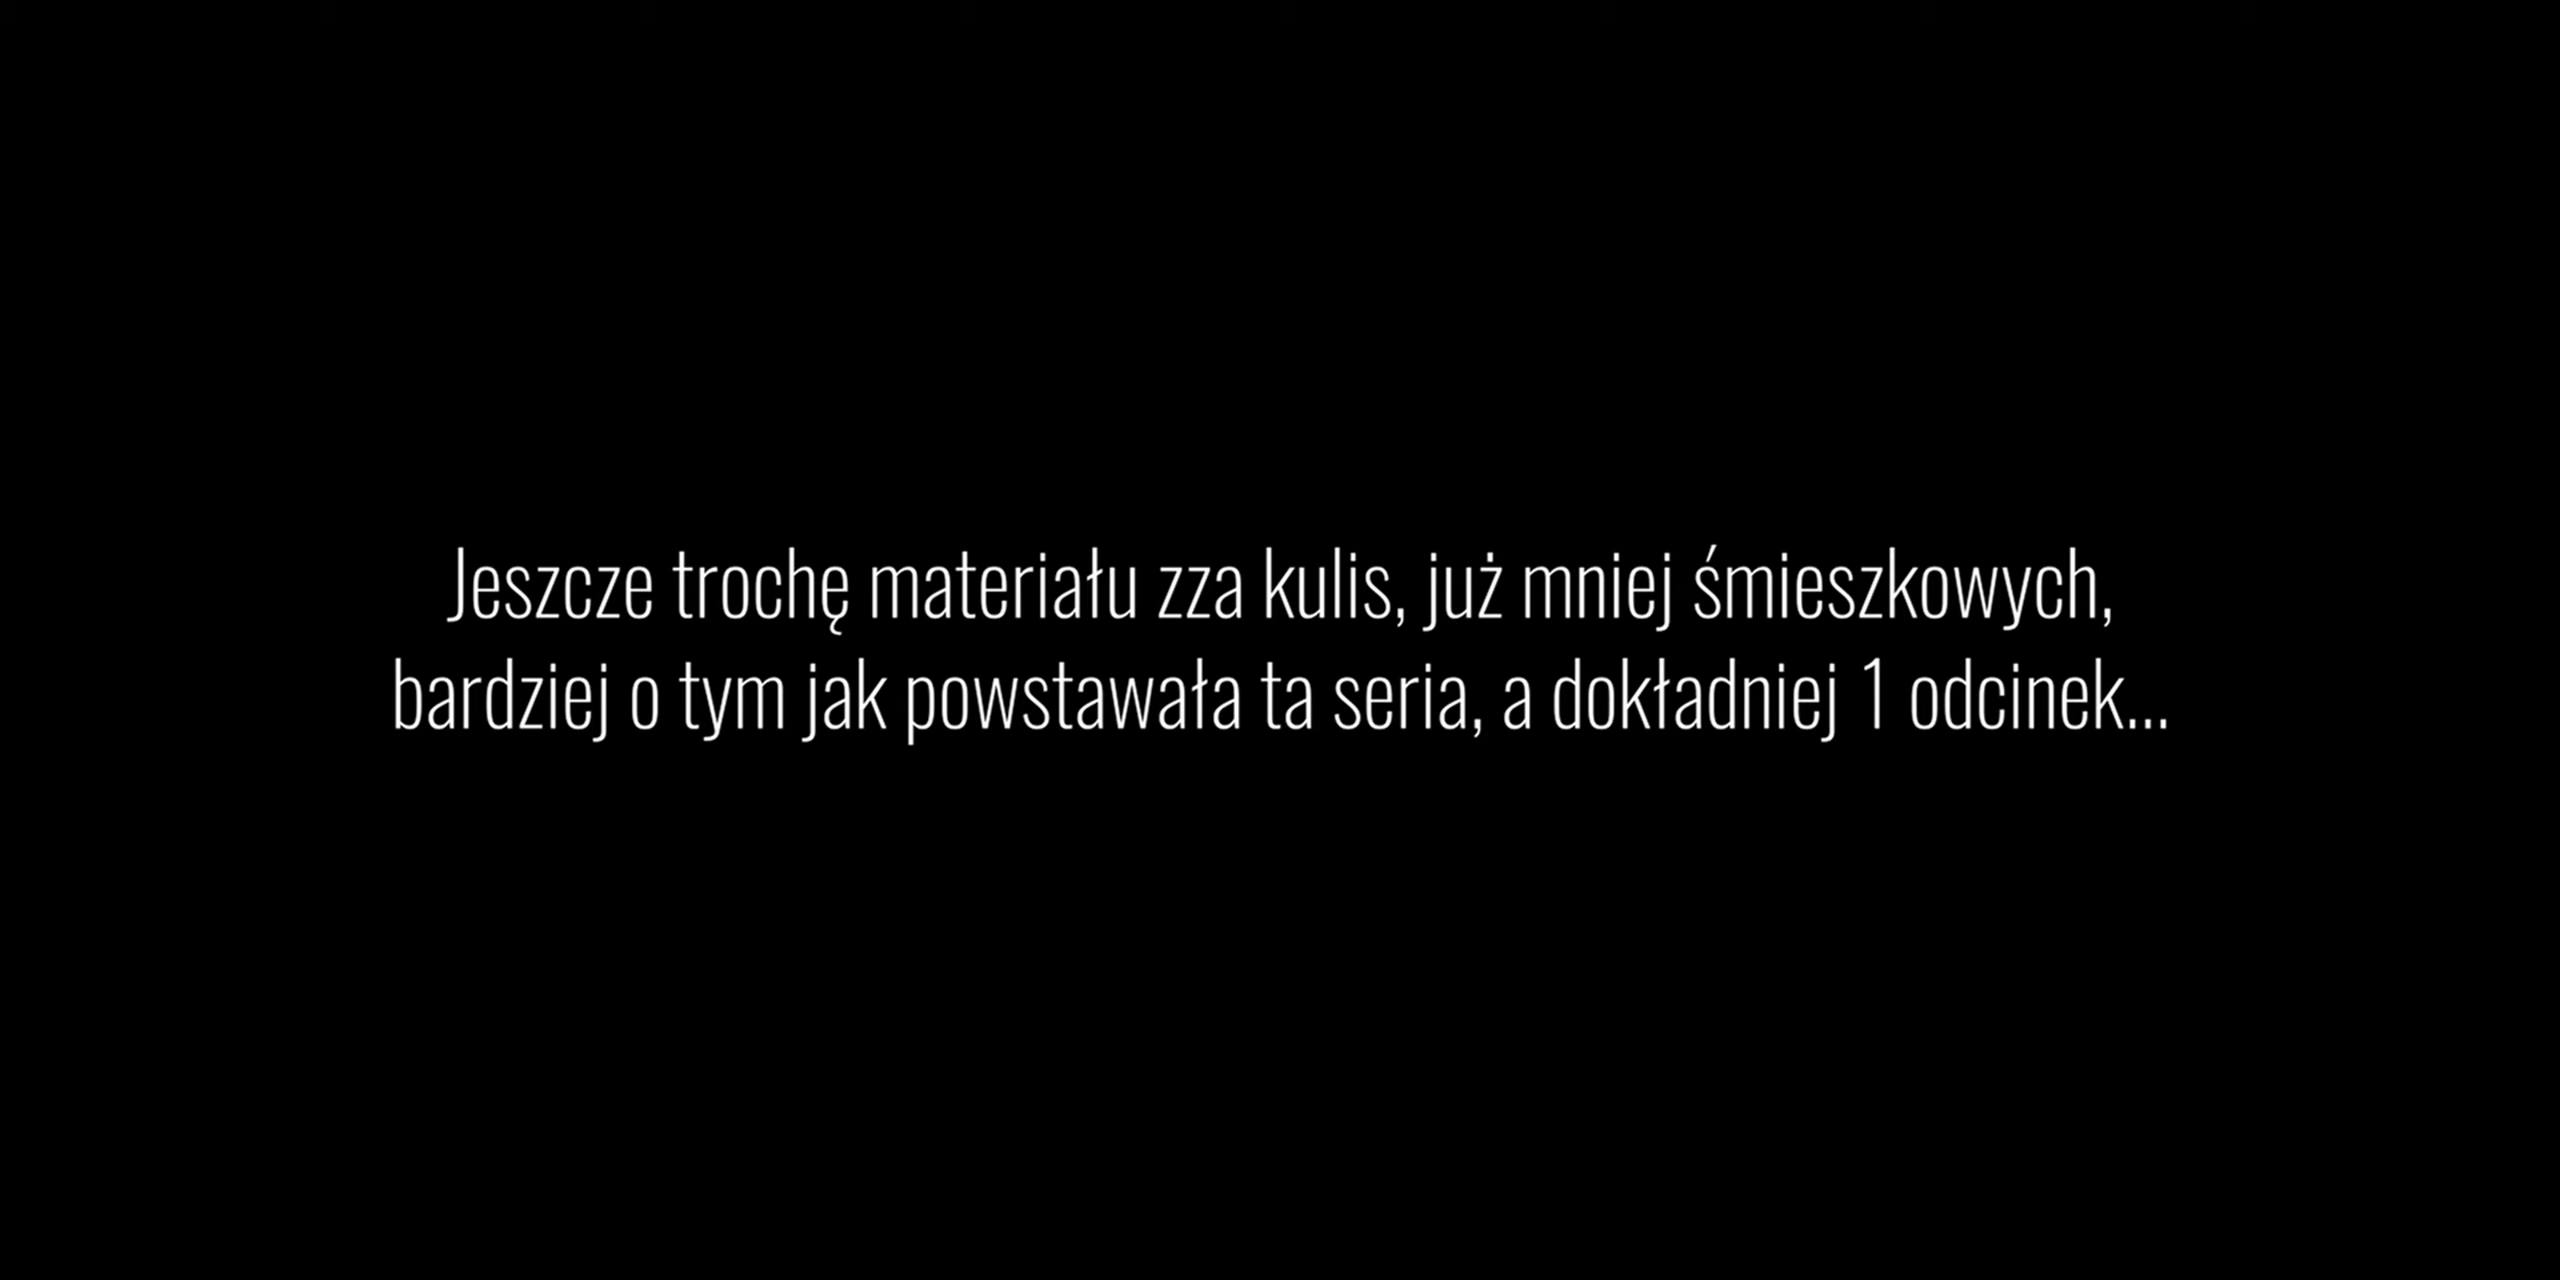 Jeszcze trochę materiału zza kulis, już mniej śmieszkowych,
bardziej o tym jak powstawała ta seria, a dokładniej 1 odcinek...